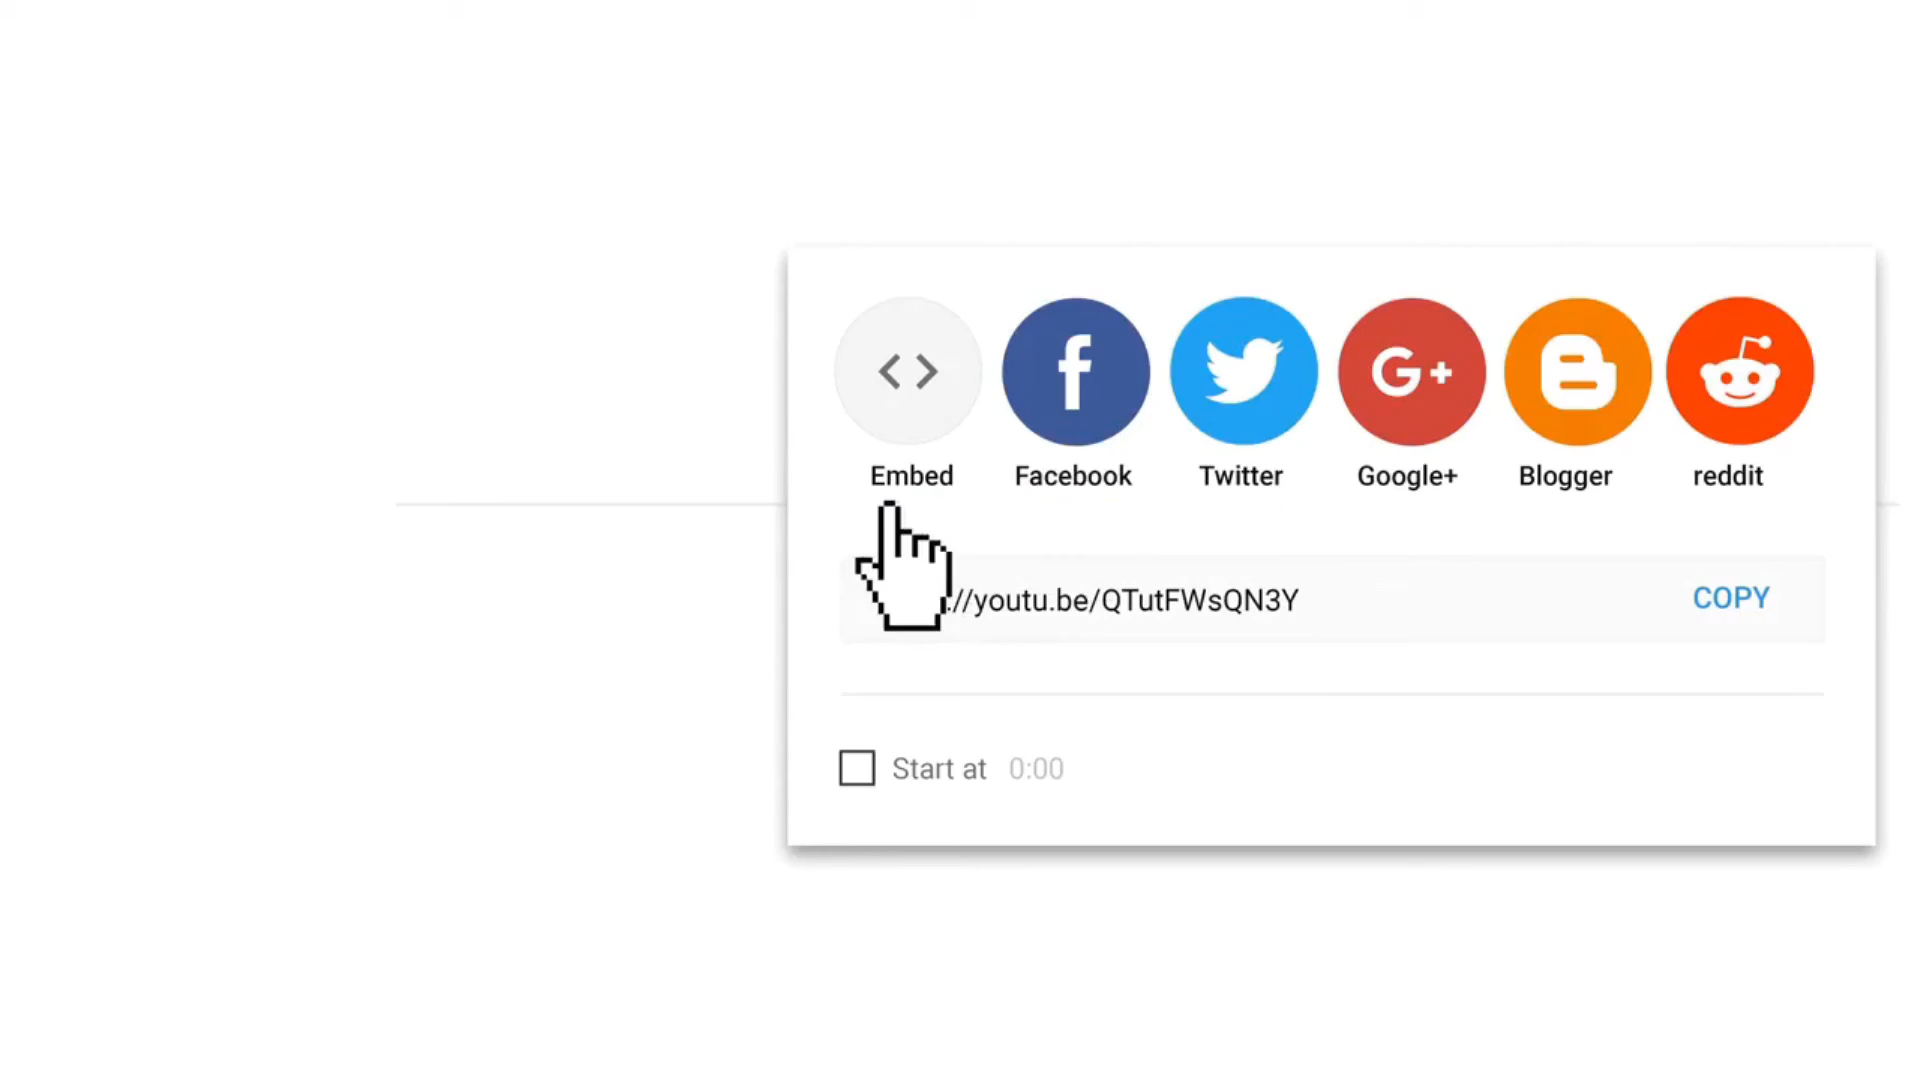 Embed Facebook Twitter Google+ Blogger reddit
://youtu.be/QTutFWsQN3Y COPY
Start at 0:00